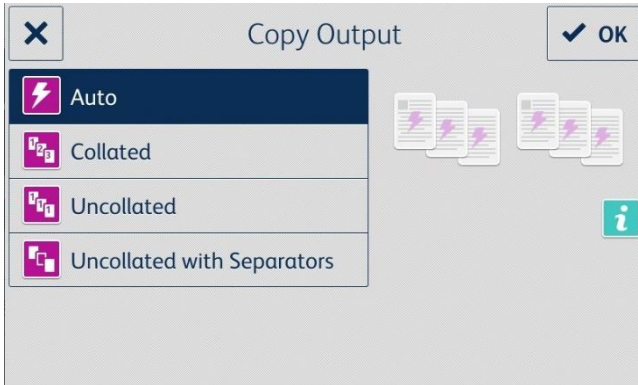 Copy Output
OK
Auto
Collated
Uncollated
Uncollated with Separators